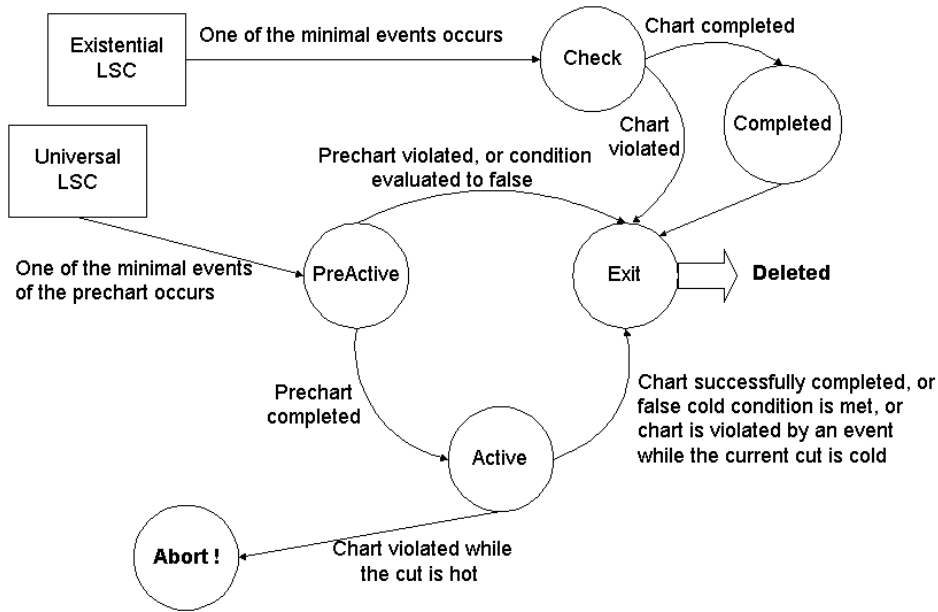 Existential
LSC
One of the minimal events occurs
Check
Chart completed
Chart
violated
Completed
Universal
LSC
Prechart violated, or condition
evaluated to false
One of the minimal events
of the prechart occurs
PreActive
Exit
Deleted
Prechart
completed
Chart successfully completed, or
false cold condition is met, or
chart is violated by an event
while the current cut is cold
Active
Abort !
Chart violated while
the cut is hot